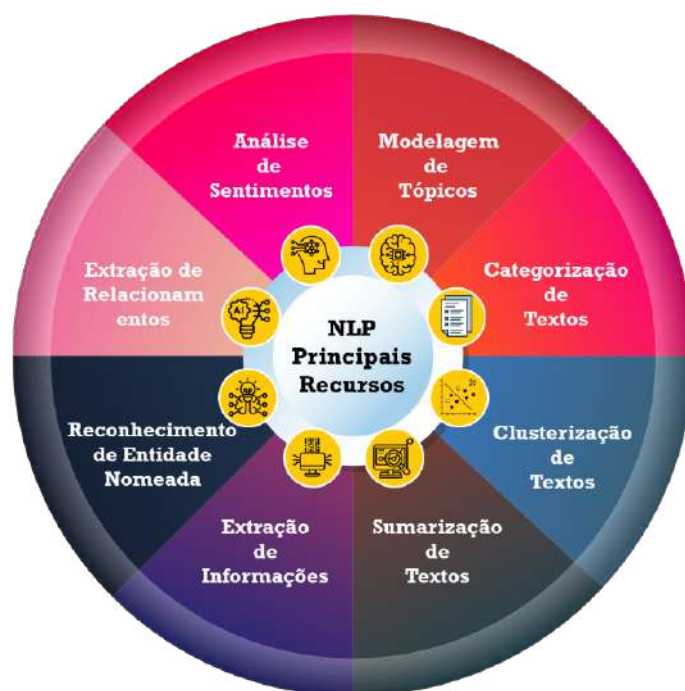 Análise
de
Sentimentos
Modelagem
de
Tópicos
Categorização
de
Textos
Clusterização
de
Textos
Sumarização
de
Textos
Extração
de
Informações
Reconhecimento
de Entidade
Nomeada
Extração de
Relacionam
entos
NLP
Principais
Recursos
AI